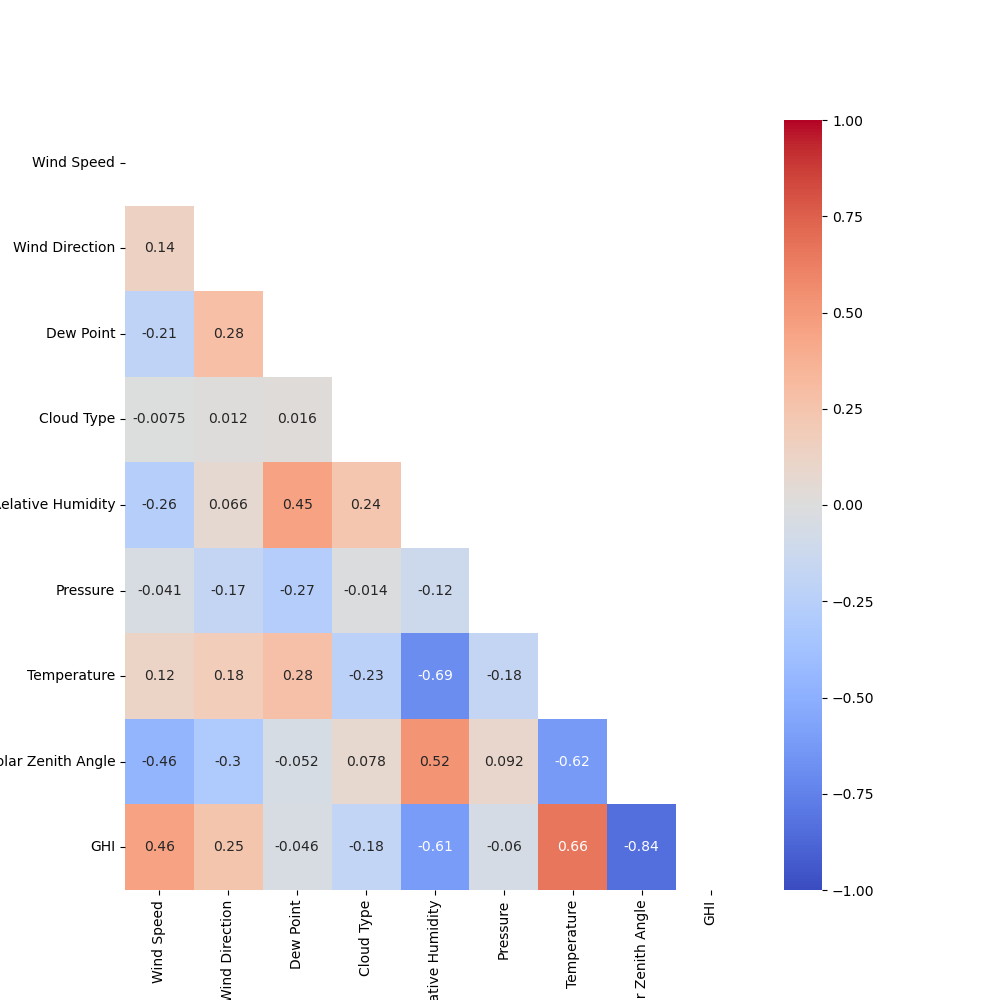 Wind Speed
Wind Direction
0.14
Dew Point
-0.21 0.28
Cloud Type
-0.0075 0.012 0.016
elative Humidity
-0.26 0.066 0.45 0.24
Pressure
-0.041 -0.17 -0.27 -0.014 -0.12
Temperature
0.12 0.18 0.28 -0.23 -0.69 -0.18
olar Zenith Angle
-0.46 -0.3 -0.052 0.078 0.52 0.092 -0.62
GHI
0.46 0.25 -0.046 -0.18 -0.61 -0.06 0.66 -0.84
Wind Speed
Wind Direction
Dew Point
Cloud Type
ative Humidity
Pressure
Temperature
r Zenith Angle
GHI
1.00
0.75
0.50
0.25
0.00
−0.25
−0.50
−0.75
−1.00